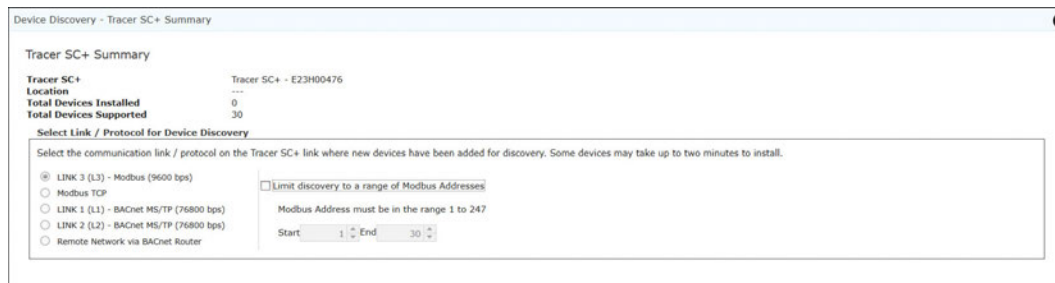 Device Discovery - Tracer SC+ Summary
Tracer SC+ Summary
Tracer SC+ Tracer SC+ - E23H00476
Location ---
Total Devices Installed 0
Total Devices Supported 30
Select Link / Protocol for Device Discovery
Select the communication link / protocol on the Tracer SC+ link where new devices have been added for discovery. Some devices may take up to two minutes to install.
LINK 3 (L3) - Modbus (9600 bps)
Modbus TCP
LINK 1 (L1) - BACnet MS/TP (76800 bps)
LINK 2 (L2) - BACnet MS/TP (76800 bps)
Remote Network via BACnet Router
Limit discovery to a range of Modbus Addresses
Modbus Address must be in the range 1 to 247
Start 1 End 30